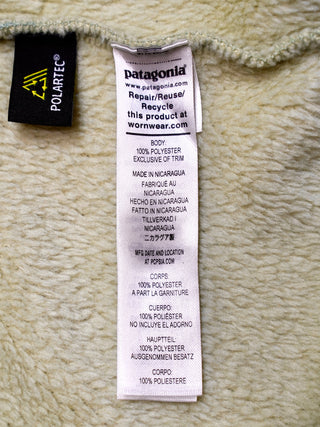 POLARTEC®
patagonia®
www.patagonia.com
Repair/Reuse/
Recycle
this product at
wornwear.com
BODY:
100% POLYESTER
EXCLUSIVE OF TRIM
MADE IN NICARAGUA
FABRIQUE AU
NICARAGUA
HECHO EN NICARAGUA
FATTO IN NICARAGUA
TILLVERKAD I
NICARAGUA
ニカラグア製
MFG DATE AND LOCATION
AT PCPSIA.COM
CORPS:
100% POLYESTER
A PART LA GARNITURE
CUERPO:
100% POLIÉSTER
NO INCLUYE EL ADORNO
HAUPTTEIL:
100% POLYESTER
AUSGENOMMEN BESATZ
CORPO:
100% POLIESTERE